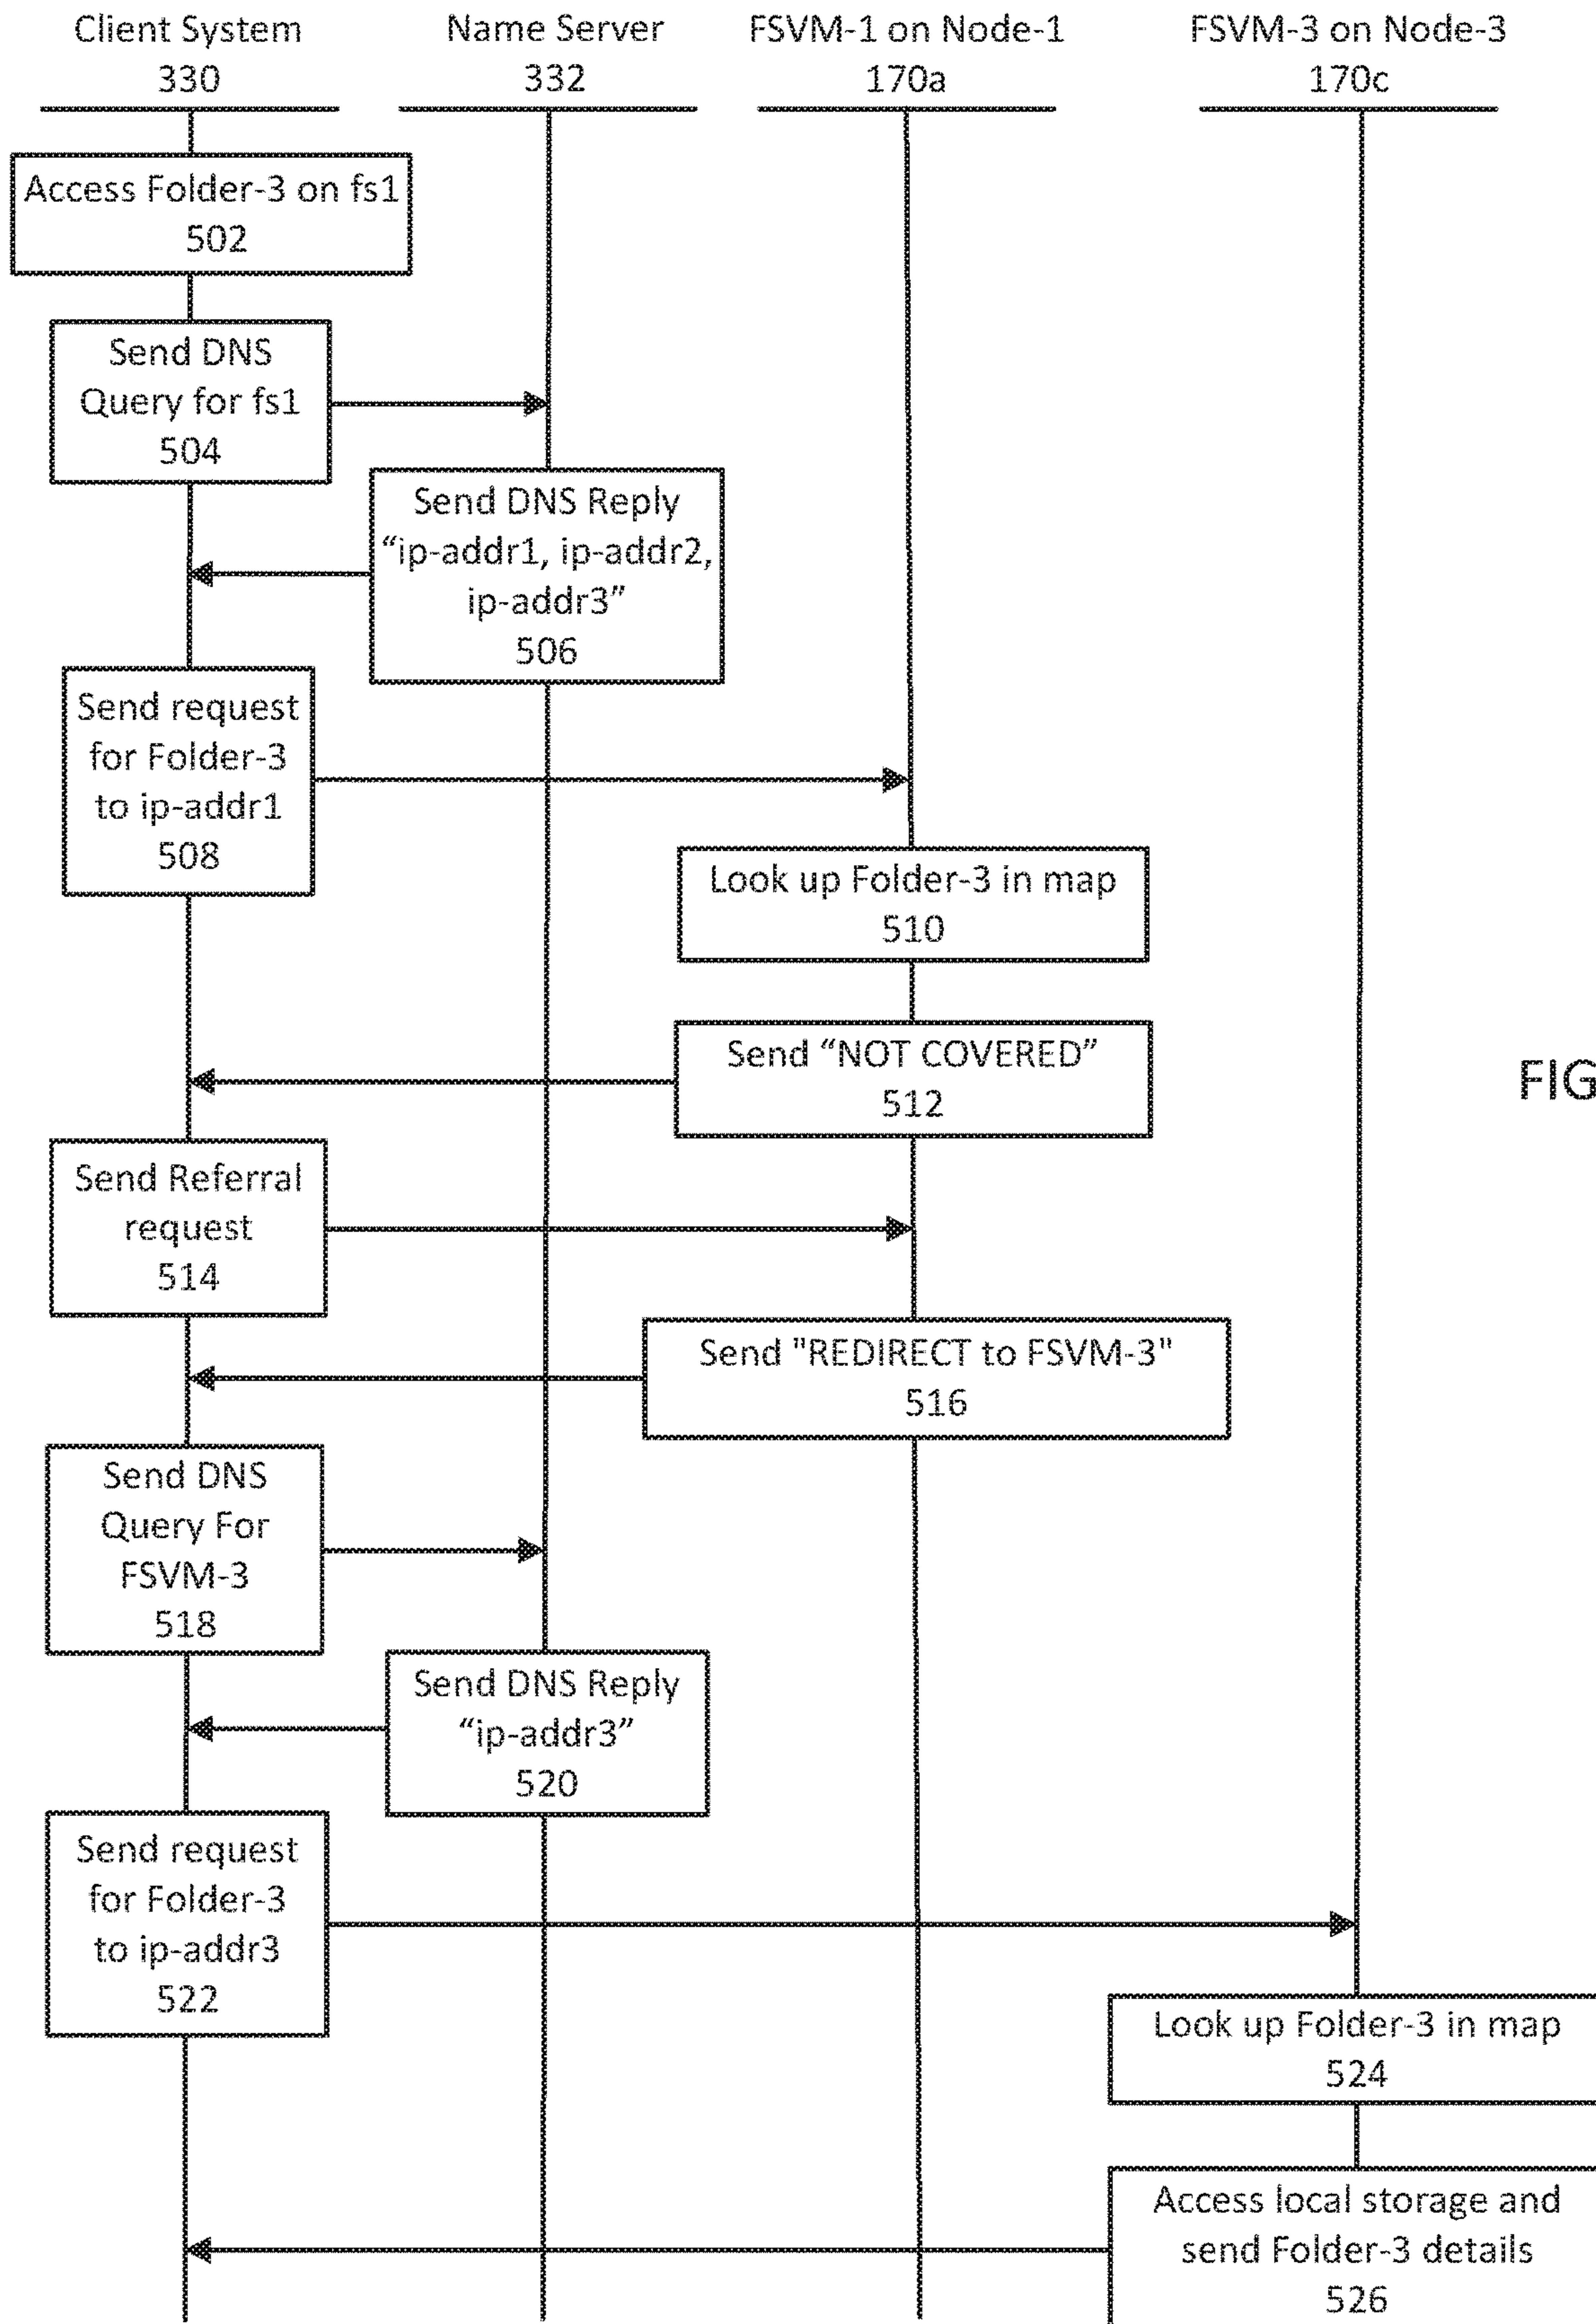 Client System
330
Name Server
332
FSVM-1 on Node-1
170a
FSVM-3 on Node-3
170c
Access Folder-3 on fs1
502
Send DNS
Query for fs1
504
Send DNS Reply
“ip-addr1, ip-addr2,
ip-addr3”
506
Send request
for Folder-3
to ip-addr1
508
Look up Folder-3 in map
510
Send “NOT COVERED”
512
FIG
Send Referral
request
514
Send "REDIRECT to FSVM-3"
516
Send DNS
Query For
FSVM-3
518
Send DNS Reply
“ip-addr3”
520
Send request
for Folder-3
to ip-addr3
522
Look up Folder-3 in map
524
Access local storage and
send Folder-3 details
526